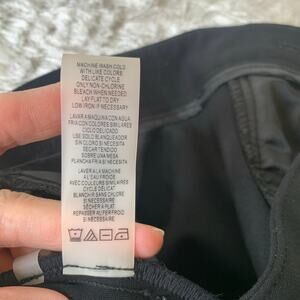 MACHINE WASH COLD
WITH LIKE COLORS
DELICATE CYCLE
ONLY NON-CHLORINE
BLEACH WHEN NEEDED
LAY FLAT TO DRY
LOW IRON IF NECESSARY
LAVAR A MAQUINA CON AGUA
FRIA CON COLORES SIMILARES
CICLO DELICADO
USE SOLO BLANQUEADOR
SIN CLORO SI NECESITA
SECAR TENDIDO
SOBRE UNA MESA
PLANCHA FRIA SI NECESITA
LAVER A LA MACHINE
A L'EAU FROIDE
AVEC COULEURS SIMILAIRES
CYCLE DELICAT
BLANCHIR SANS CHLORE
SI NECESSAIRE
SÉCHER À PLAT
REPASSER AU FER FROID
SI NECESSAIRE